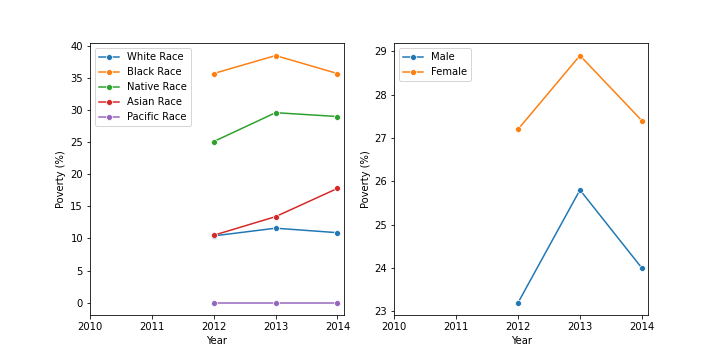 40
35
30
25
20
15
10
5
0
Poverty (%)
White Race
Black Race
Native Race
Asian Race
Pacific Race
2010 2011 2012 2013 2014
Year
29
28
27
26
25
24
23
Poverty (%)
Male
Female
2010 2011 2012 2013 2014
Year